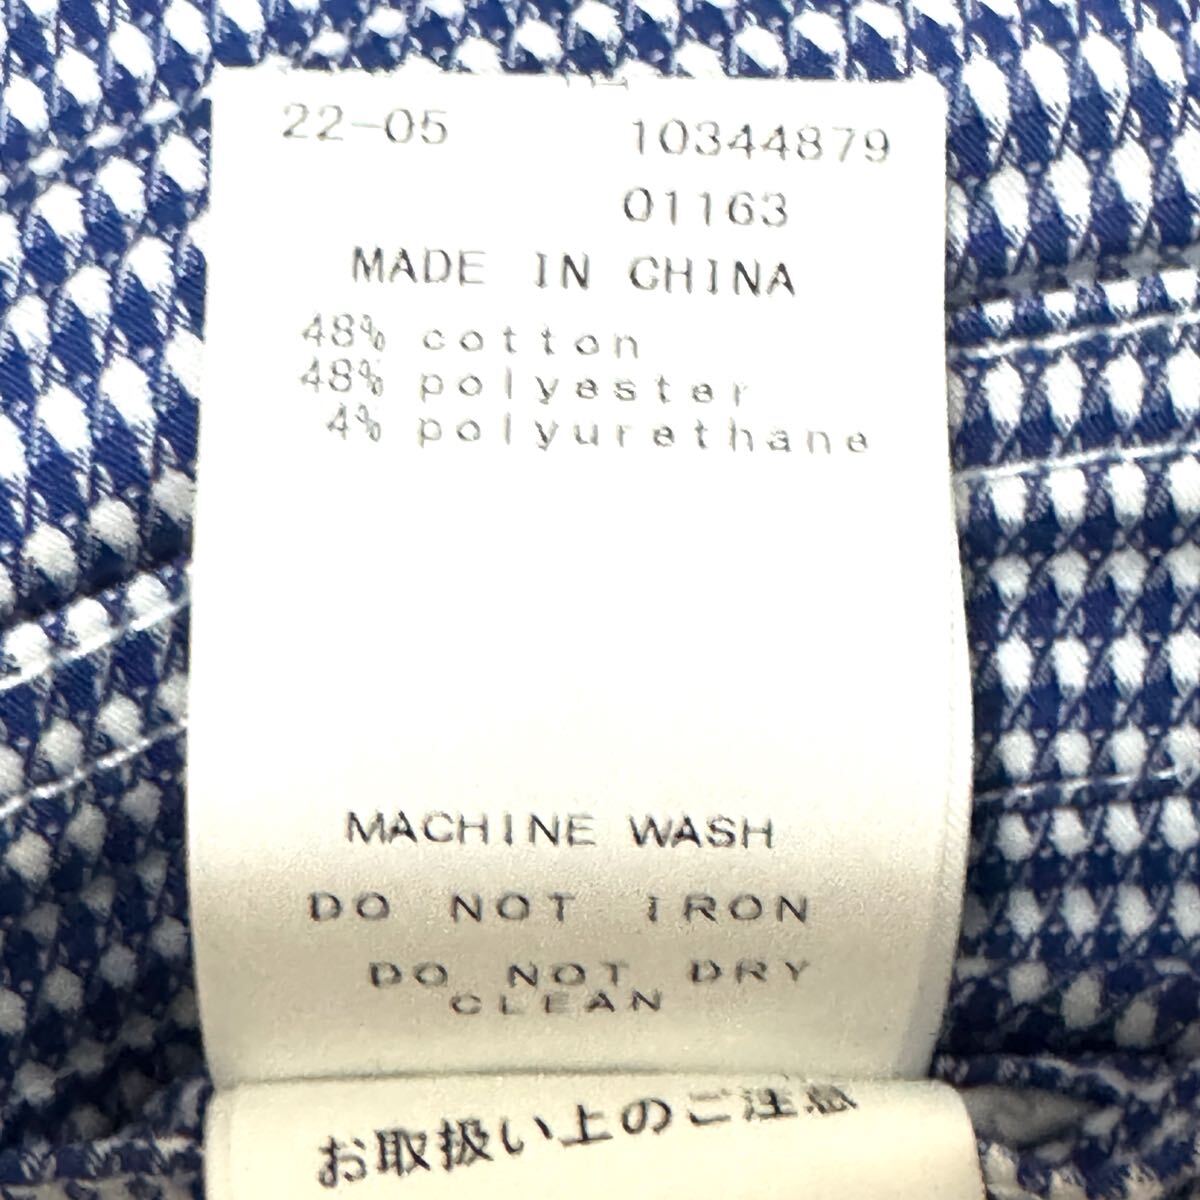 22-05 10344879
01163
MADE IN CHINA
48% cotton
48% polyester
4% polyurethane
MACHINE WASH
DO NOT IRON
DO NOT DRY
CLEAN
お取扱い上のご注意